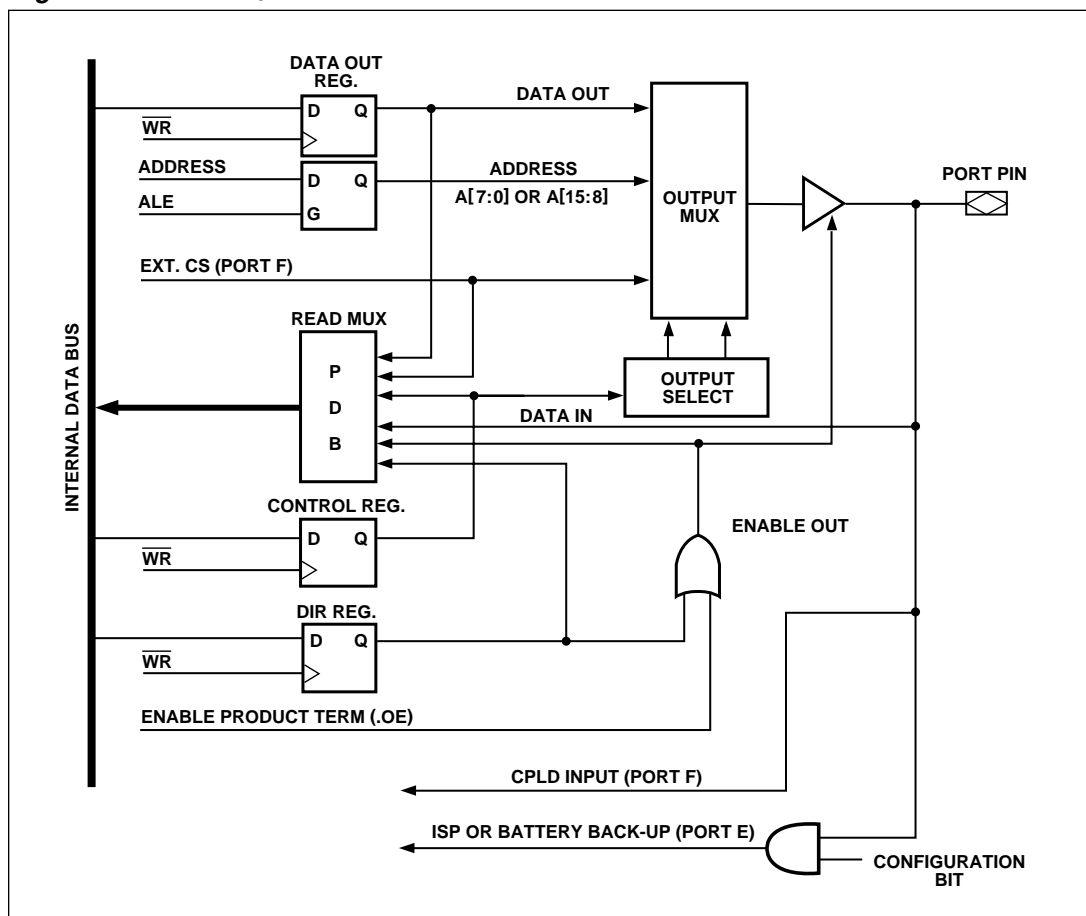 DATA OUT
REG.
D Q
DATA OUT
WR
ADDRESS
D Q
ADDRESS
A[7:0] OR A[15:8]
ALE
G
OUTPUT
MUX
PORT PIN
EXT. CS (PORT F)
READ MUX
P
D
B
OUTPUT
SELECT
DATA IN
INTERNAL DATA BUS
CONTROL REG.
D Q
WR
ENABLE OUT
DIR REG.
D Q
WR
ENABLE PRODUCT TERM (.OE)
CPLD INPUT (PORT F)
ISP OR BATTERY BACK-UP (PORT E)
CONFIGURATION
BIT